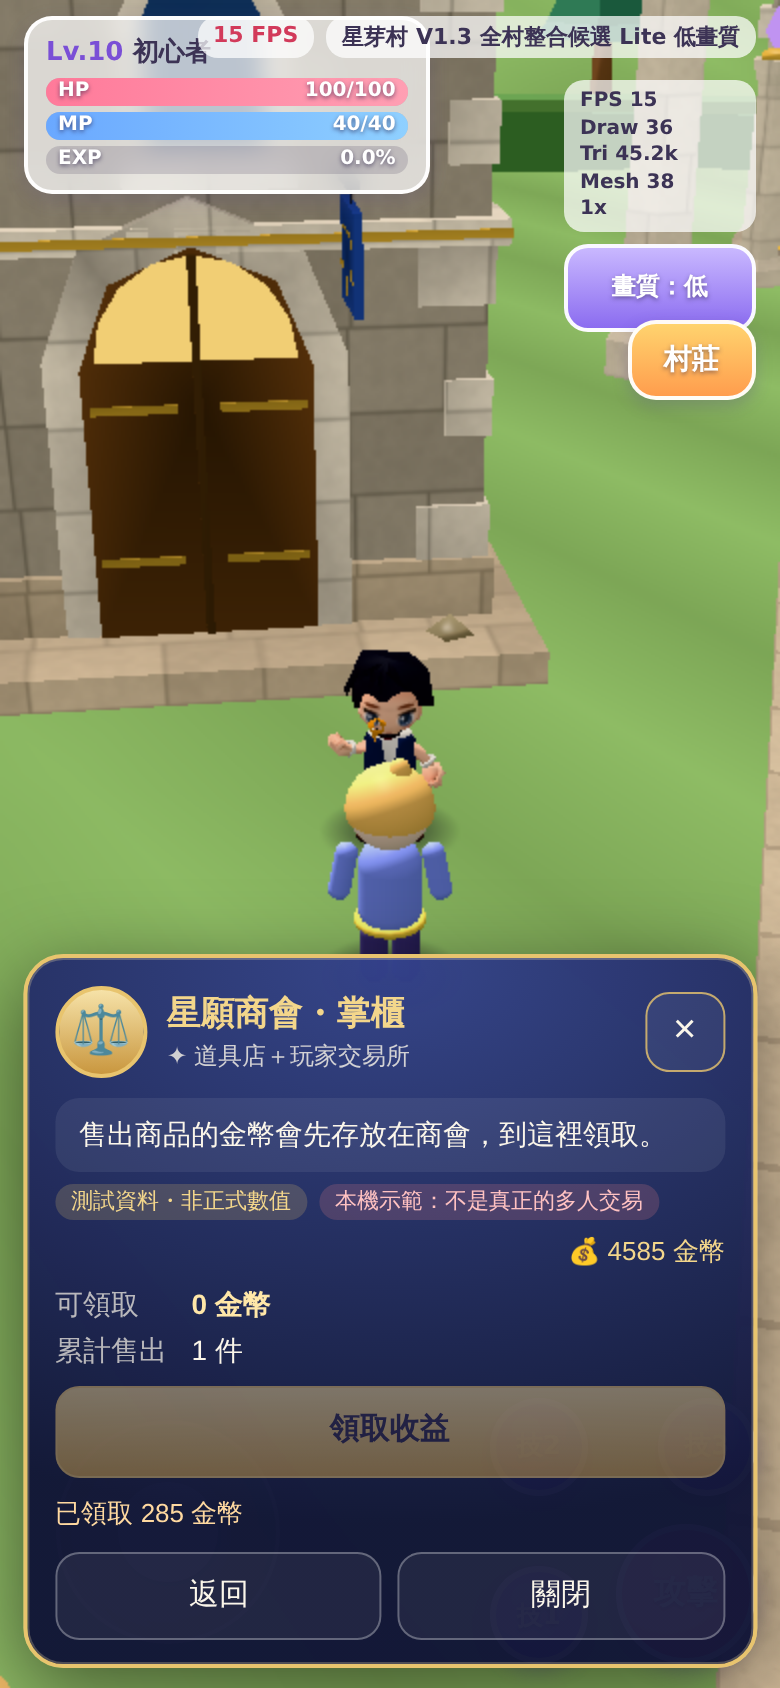 Lv.10 初心者
15 FPS
星芽村 V1.3 全村整合候選 Lite 低畫質
HP 100/100
MP 40/40
EXP 0.0%
FPS 15
Draw 36
Tri 45.2k
Mesh 38
1x
畫質：低
村莊
星願商會・掌櫃
✦ 道具店＋玩家交易所
×
售出商品的金幣會先存放在商會，到這裡領取。
測試資料・非正式數值
本機示範：不是真正的多人交易
💰 4585 金幣
可領取 0 金幣
累計售出 1 件
領取收益
已領取 285 金幣
返回
關閉